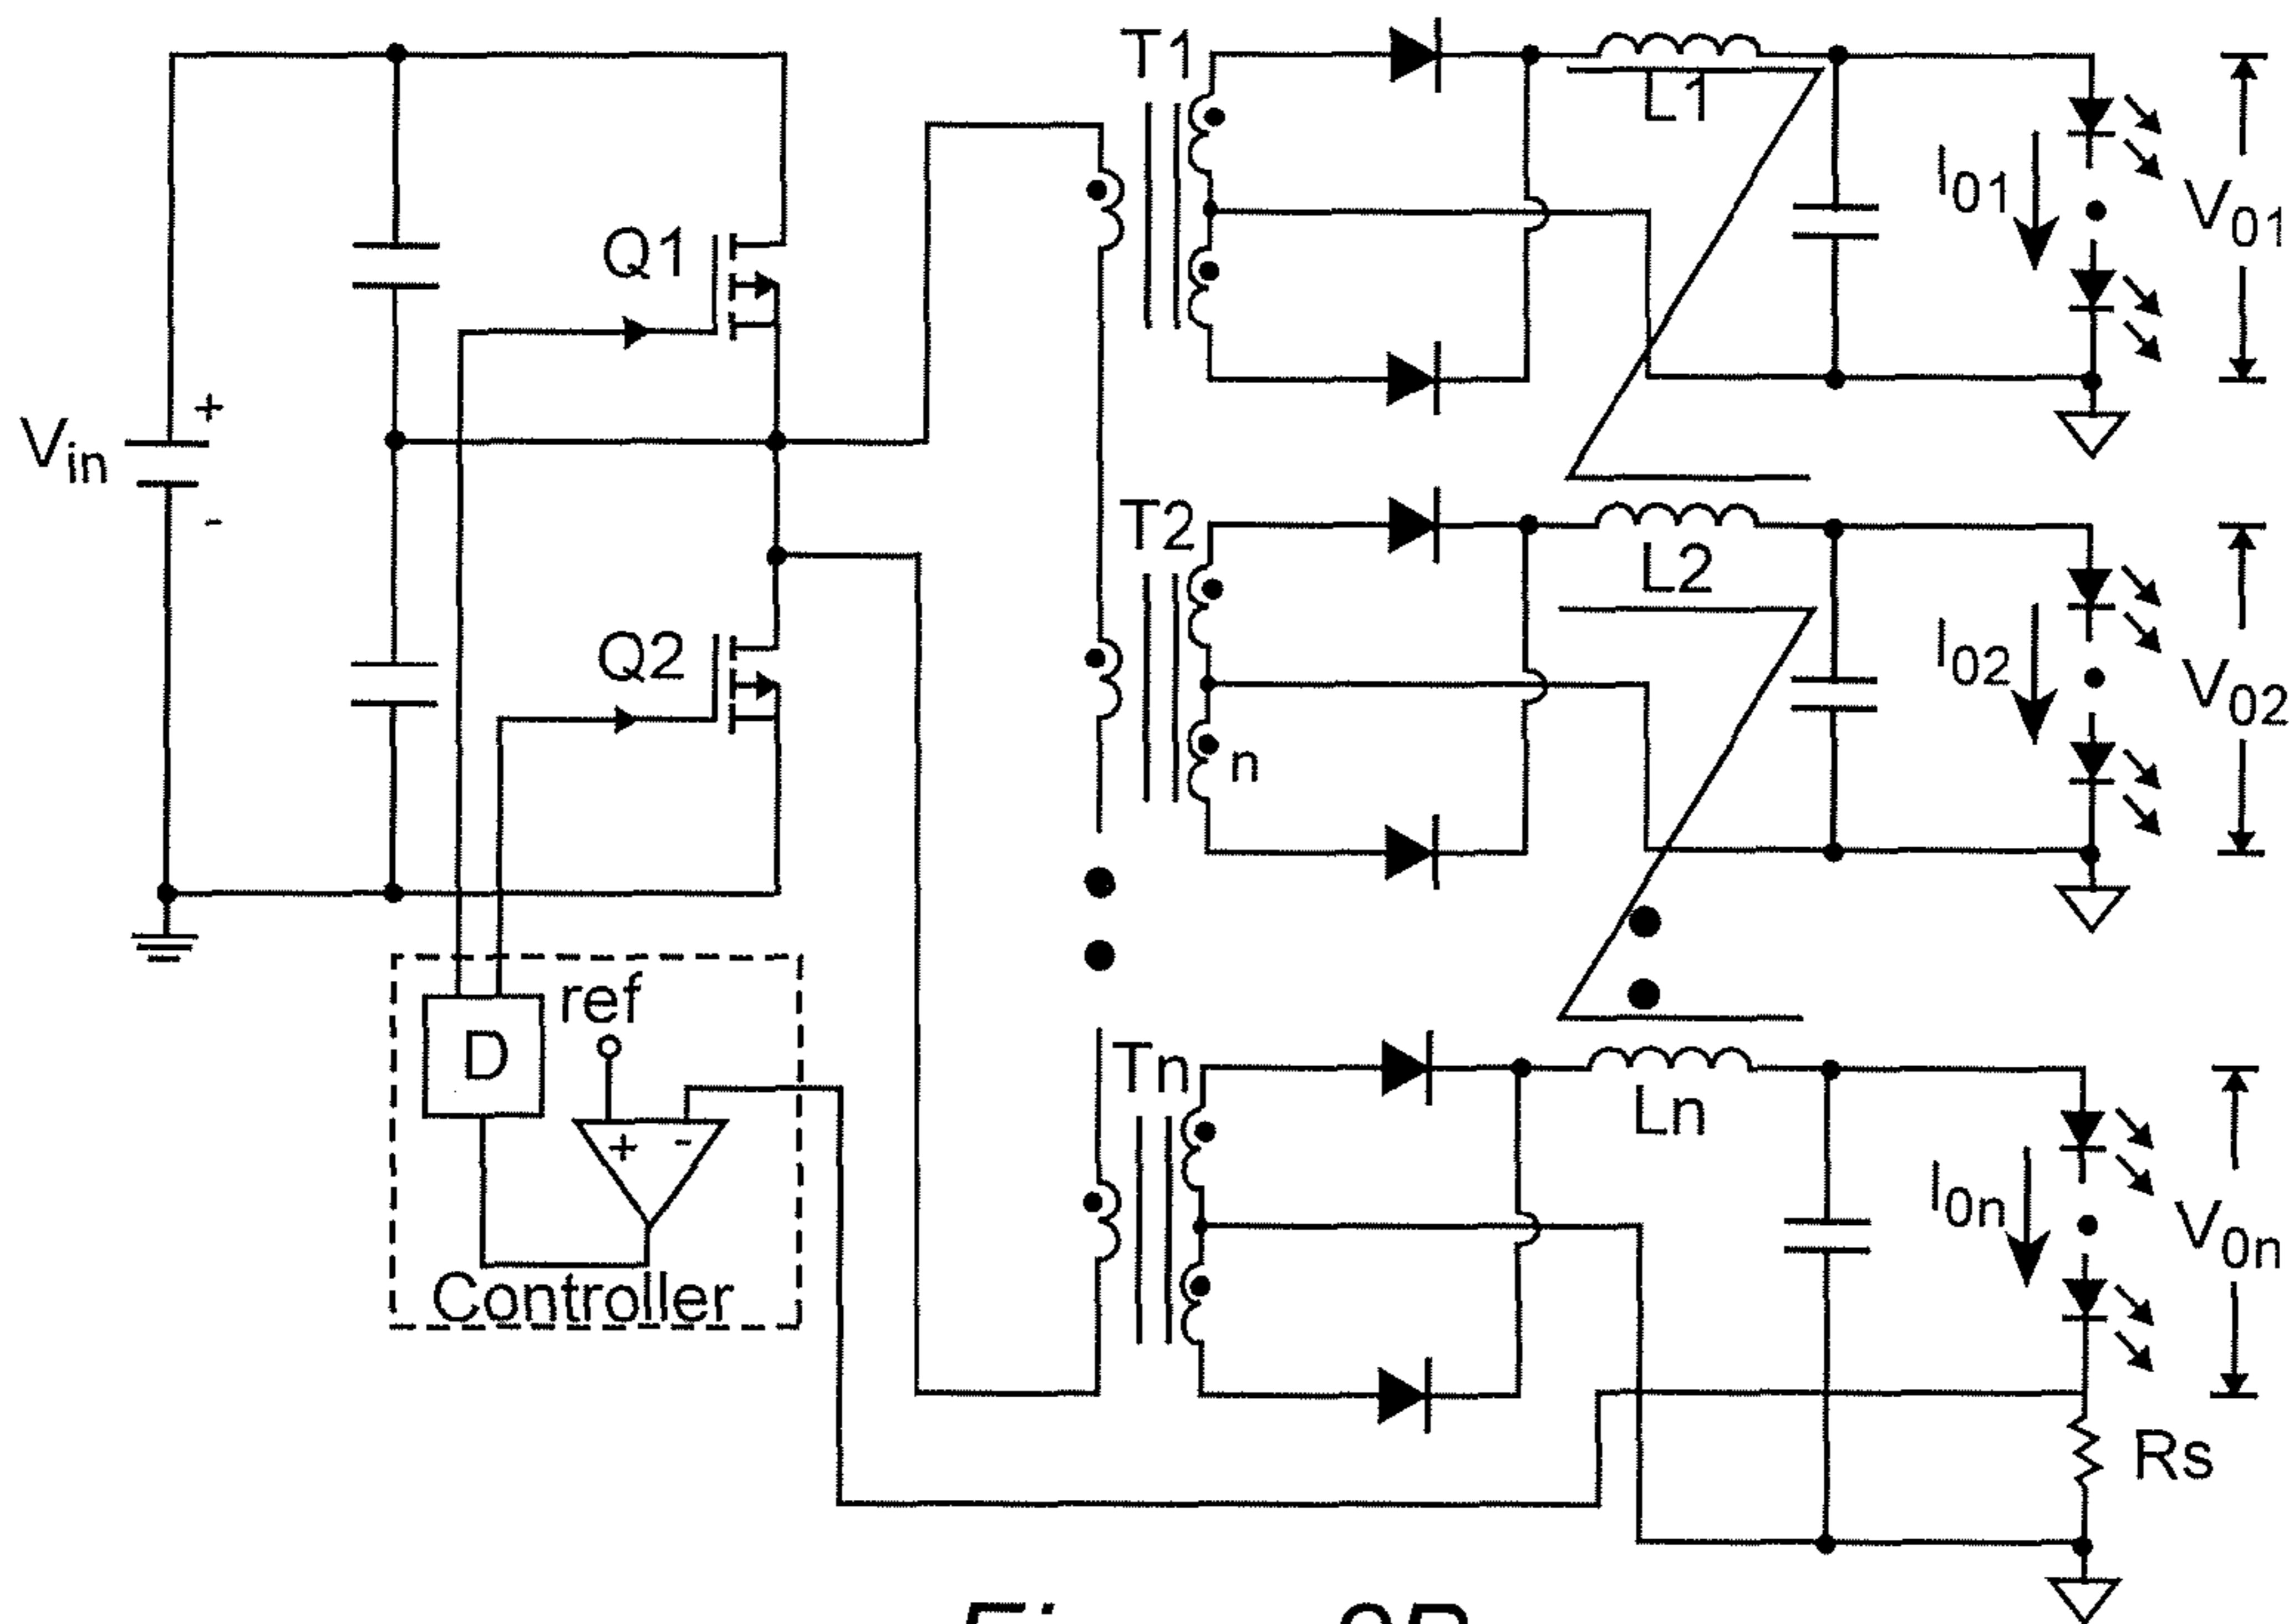 T1
L1
I01
V01
Q1
Vin
+
-
T2
L2
I02
V02
Q2
n
ref
D
+
-
Controller
Tn
Ln
I0n
V0n
Rs